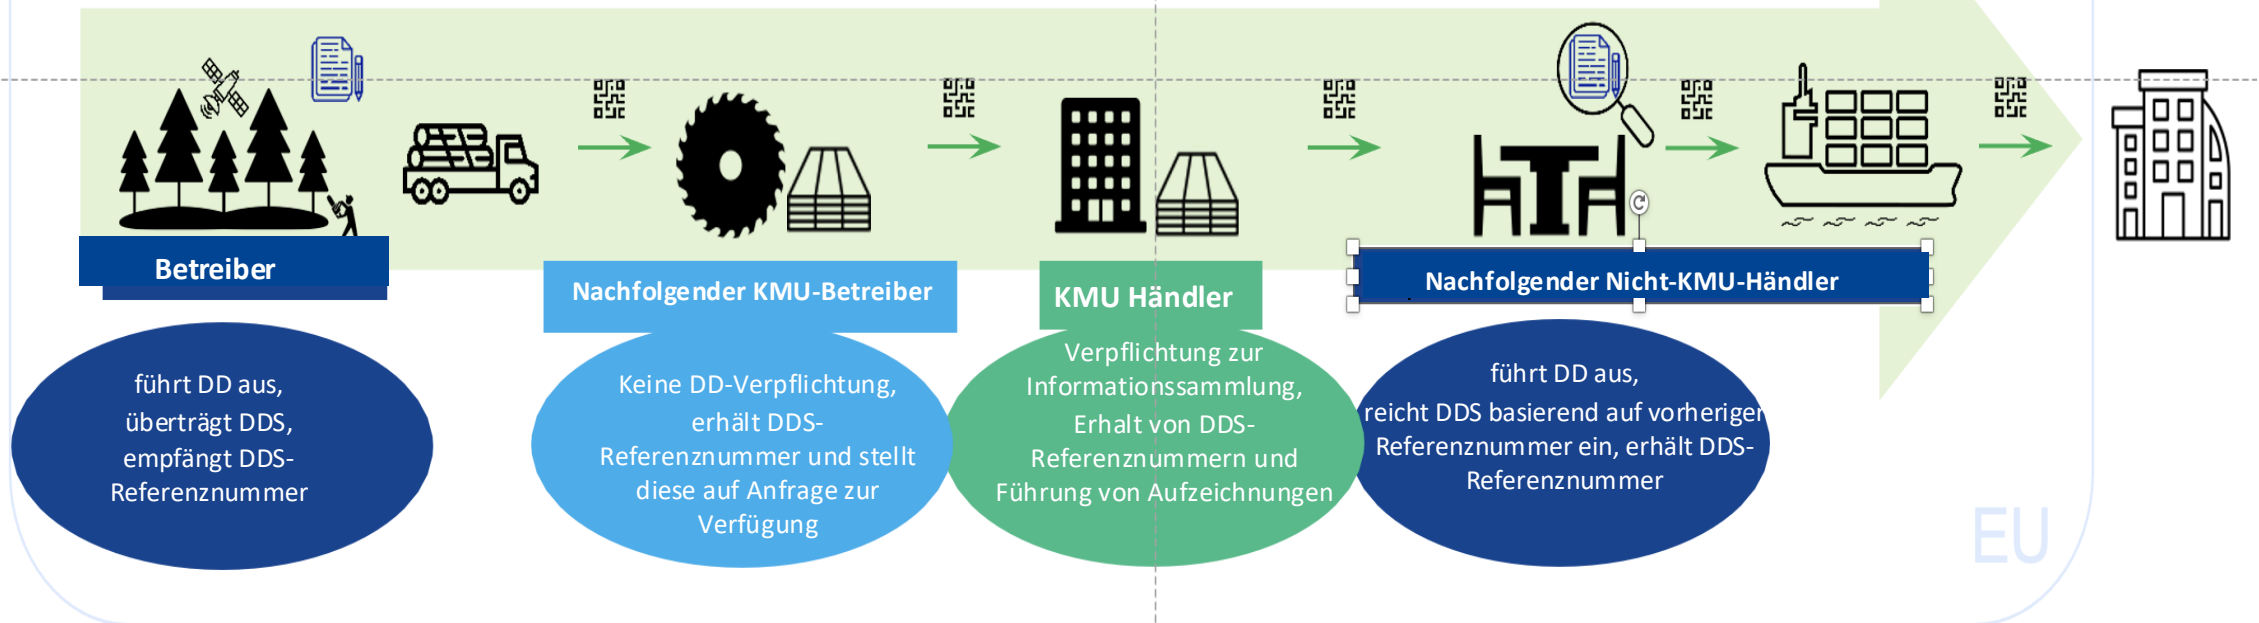 Betreiber
Nachfolgender KMU-Betreiber
KMU Händler
Nachfolgender Nicht-KMU-Händler
führt DD aus,
überträgt DDS,
empfängt DDS-
Referenznummer
Keine DD-Verpflichtung,
erhält DDS-
Referenznummer und stellt
diese auf Anfrage zur
Verfügung
Verpflichtung zur
Informationssammlung,
Erhalt von DDS-
Referenznummern und
Führung von Aufzeichnungen
führt DD aus,
reicht DDS basierend auf vorheriger
Referenznummer ein, erhält DDS-
Referenznummer
EU